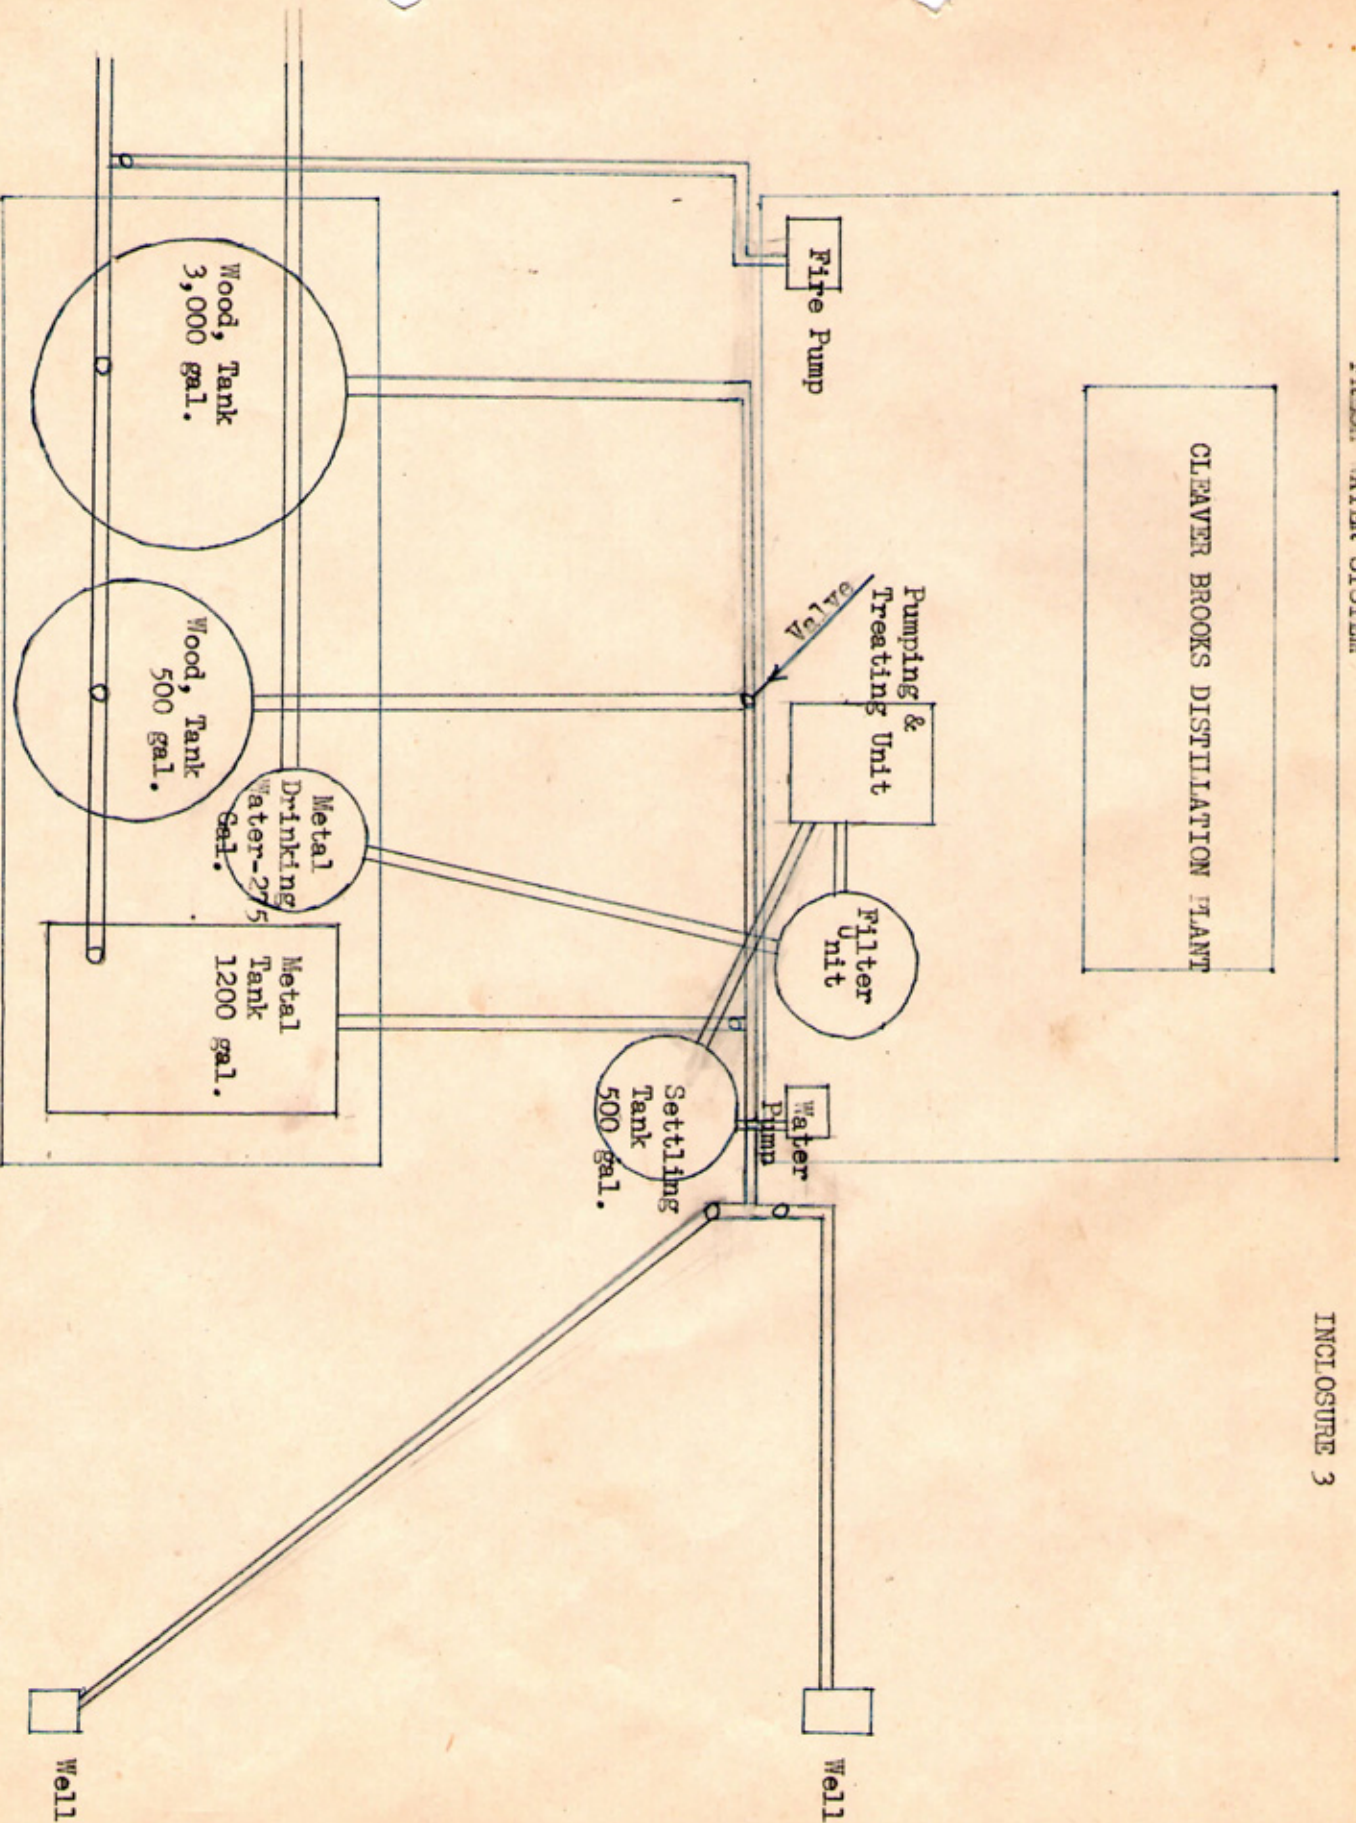 INCLOSURE 3
WATER SYSTEM
CLEAVER BROOKS DISTILLATION PLANT
Pumping &
Treating Unit
Valve
Fire Pump
Filter
Unit
Water
Pump
Settling
Tank
500 gal.
Well
Wood, Tank
3,000 gal.
Wood, Tank
500 gal.
Metal
Drinking
Water-275
Gal.
Metal
Tank
1200 gal.
Well